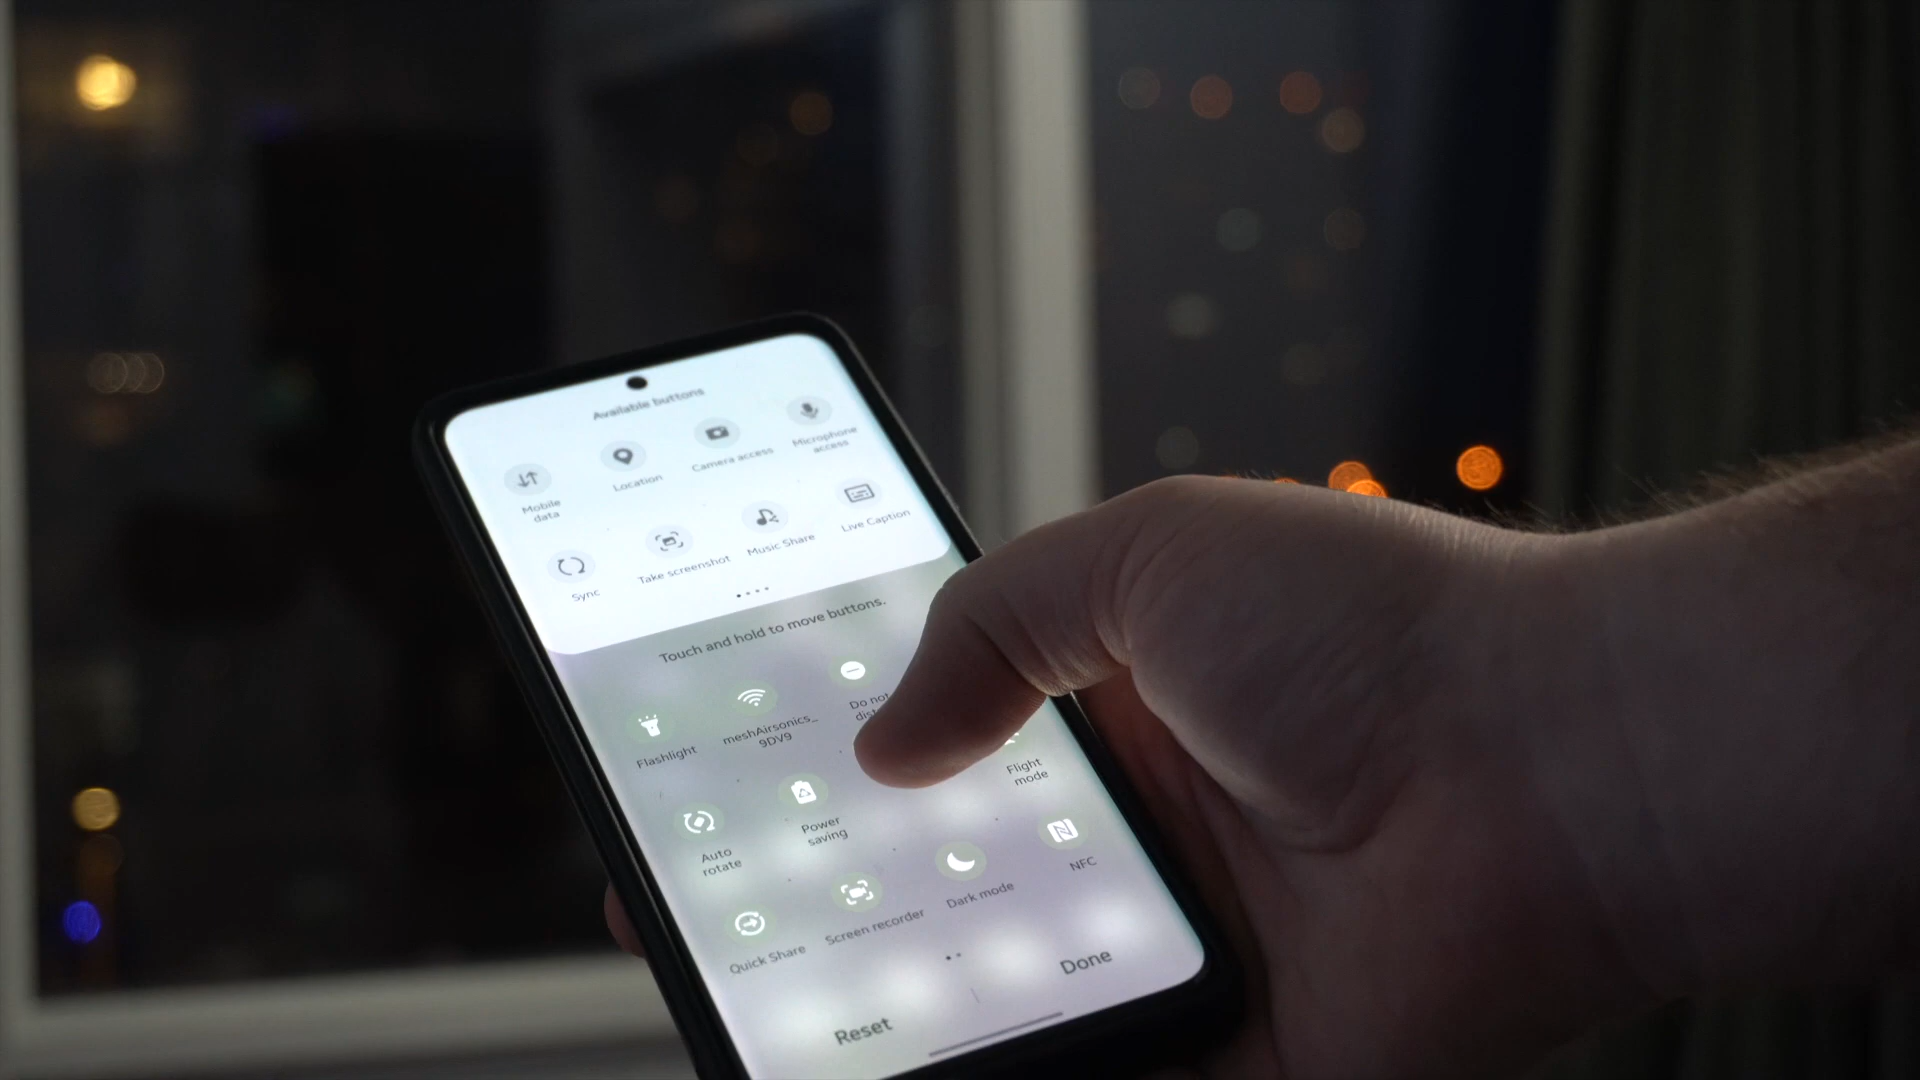 Available buttons
Mobile
data
Location
Camera access
Microphone
access
Sync
Take screenshot
Music Share
Live Caption
Touch and hold to move buttons.
Flashlight
meshAirsonics_
9DV9
Do not
Auto
rotate
Power
saving
Flight
mode
Quick Share
Screen recorder
Dark mode
NFC
Reset
Done